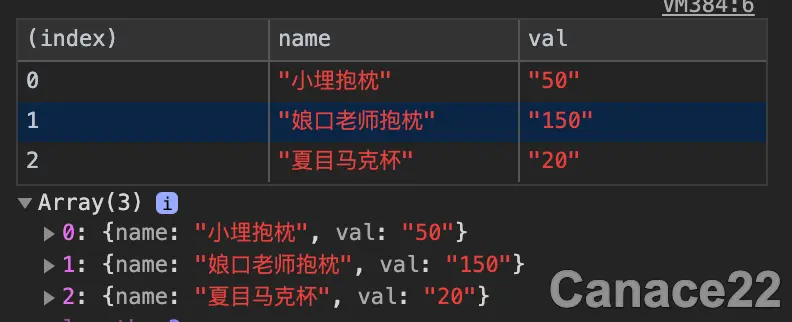 VM384:6
(index) name val
0 "小埋抱枕" "50"
1 "娘口老师抱枕" "150"
2 "夏目马克杯" "20"
▼Array(3) i
▶0: {name: "小埋抱枕", val: "50"}
▶1: {name: "娘口老师抱枕", val: "150"}
▶2: {name: "夏目马克杯", val: "20"}
Canace22